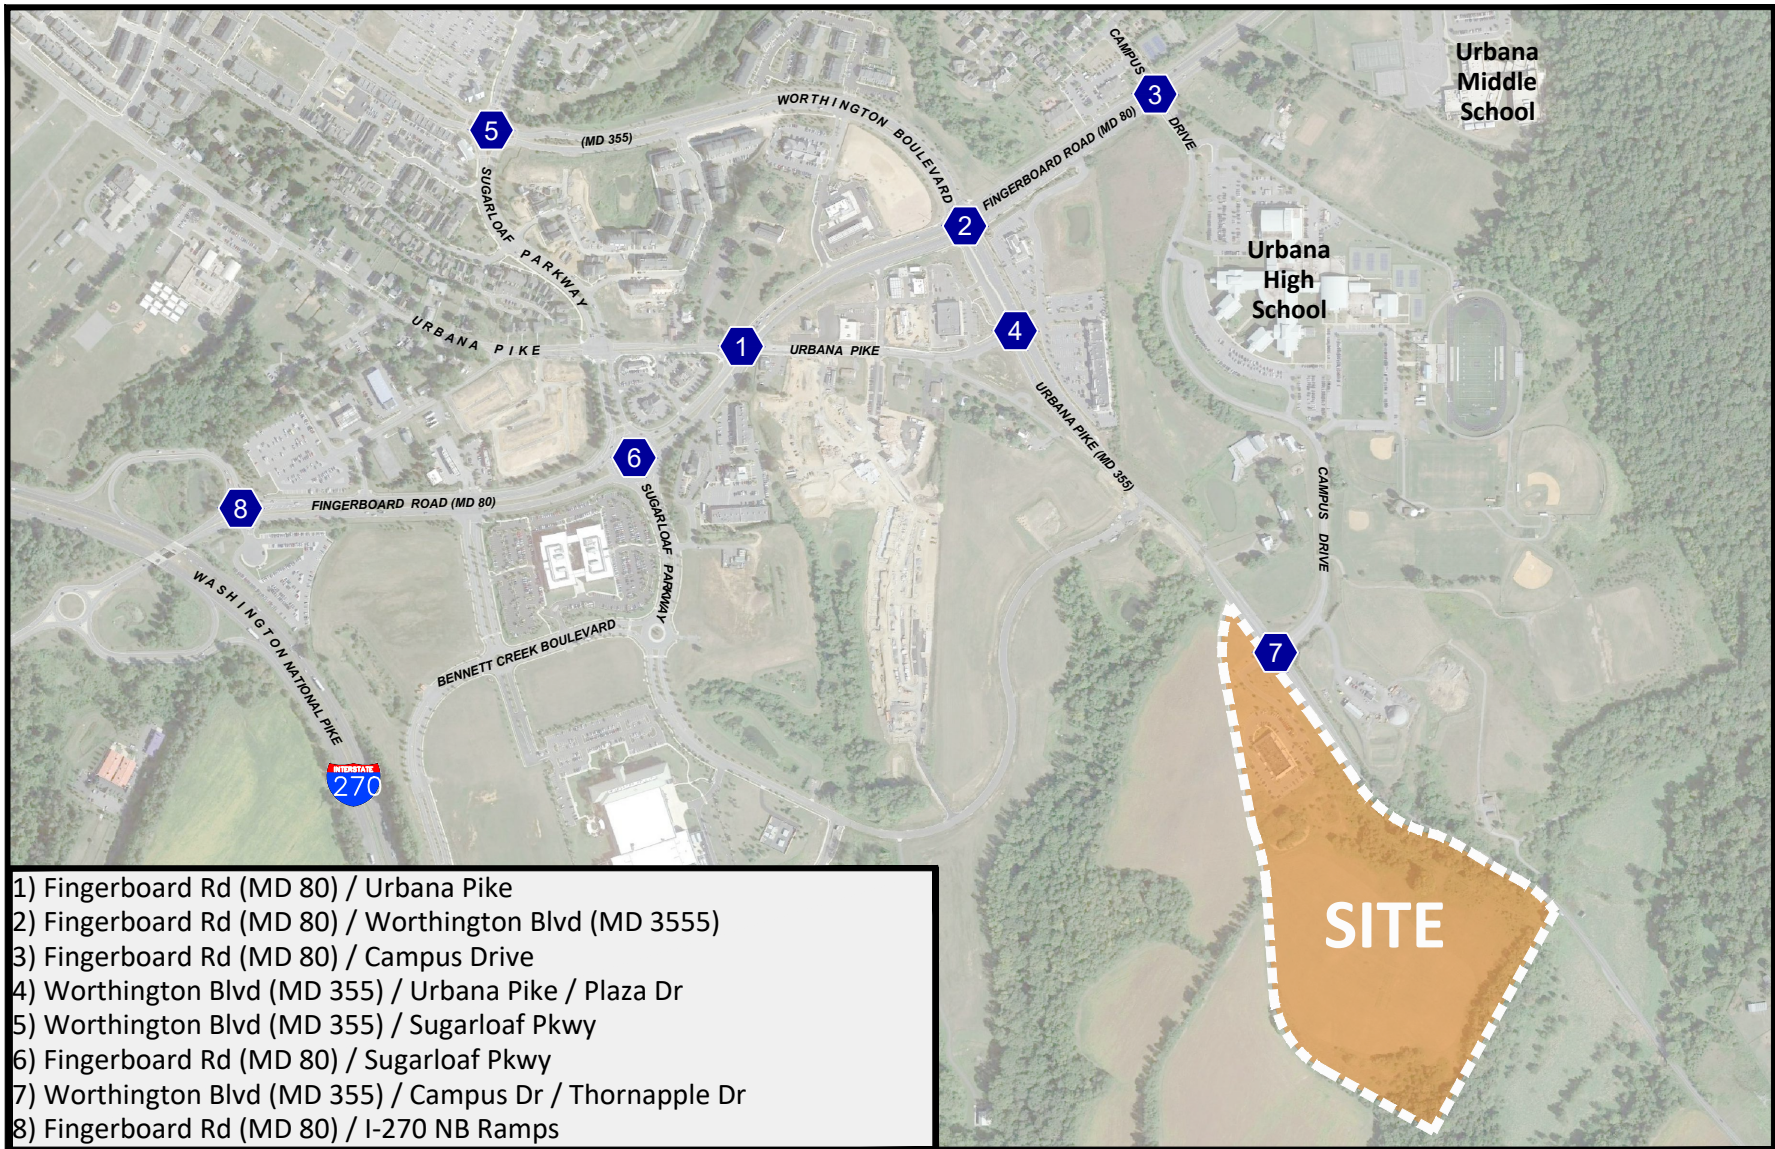 CAMPUS
DRIVE
Urbana
Middle
School
3
5
(MD 355)
WORTHINGTON BOULEVARD
FINGERBOARD ROAD (MD 80)
2
SUGARLOAF PARKWAY
Urbana
High
School
URBANA PIKE
1
URBANA PIKE
4
URBANA PIKE (MD 355)
6
8
FINGERBOARD ROAD (MD 80)
SUGARLOAF PARKWAY
CAMPUS DRIVE
WASHINGTON NATIONAL PIKE
BENNETT CREEK BOULEVARD
7
INTERSTATE
270
SITE
1) Fingerboard Rd (MD 80) / Urbana Pike
2) Fingerboard Rd (MD 80) / Worthington Blvd (MD 3555)
3) Fingerboard Rd (MD 80) / Campus Drive
4) Worthington Blvd (MD 355) / Urbana Pike / Plaza Dr
5) Worthington Blvd (MD 355) / Sugarloaf Pkwy
6) Fingerboard Rd (MD 80) / Sugarloaf Pkwy
7) Worthington Blvd (MD 355) / Campus Dr / Thornapple Dr
8) Fingerboard Rd (MD 80) / I-270 NB Ramps